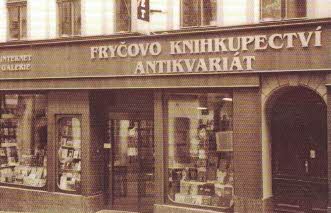 INTERNET
GALERIE
FRYČOVO KNIHKUPECTVÍ
ANTIKVARIÁT